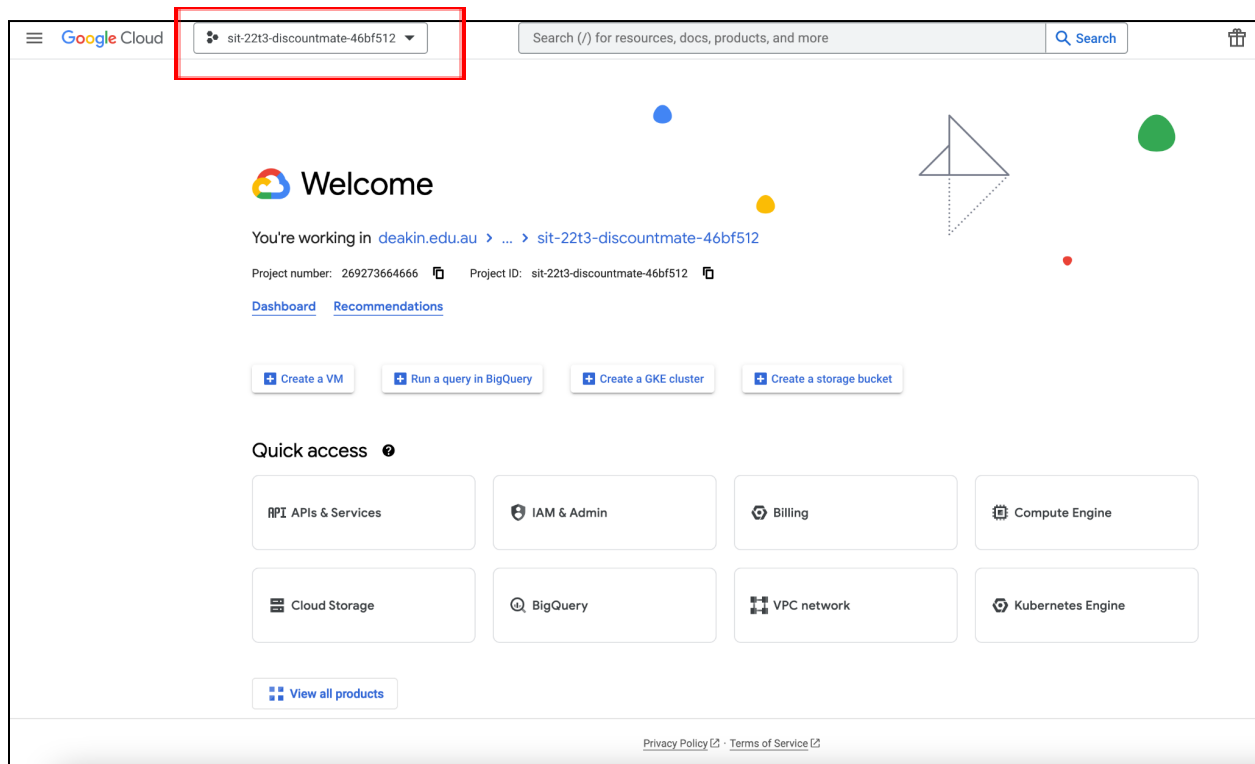 Google Cloud sit-22t3-discountmate-46bf512 Search (/) for resources, docs, products, and more Search
Welcome
You're working in deakin.edu.au > ... > sit-22t3-discountmate-46bf512
Project number: 269273664666 Project ID: sit-22t3-discountmate-46bf512
Dashboard Recommendations
Create a VM Run a query in BigQuery Create a GKE cluster Create a storage bucket
Quick access
API APIs & Services IAM & Admin Billing Compute Engine
Cloud Storage BigQuery VPC network Kubernetes Engine
View all products
Privacy Policy · Terms of Service